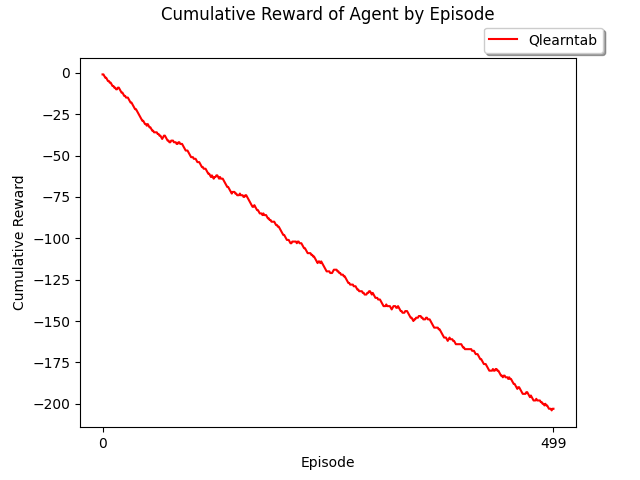 Cumulative Reward of Agent by Episode
Qlearntab
0
−25
−50
−75
−100
−125
−150
−175
−200
Cumulative Reward
0 499
Episode